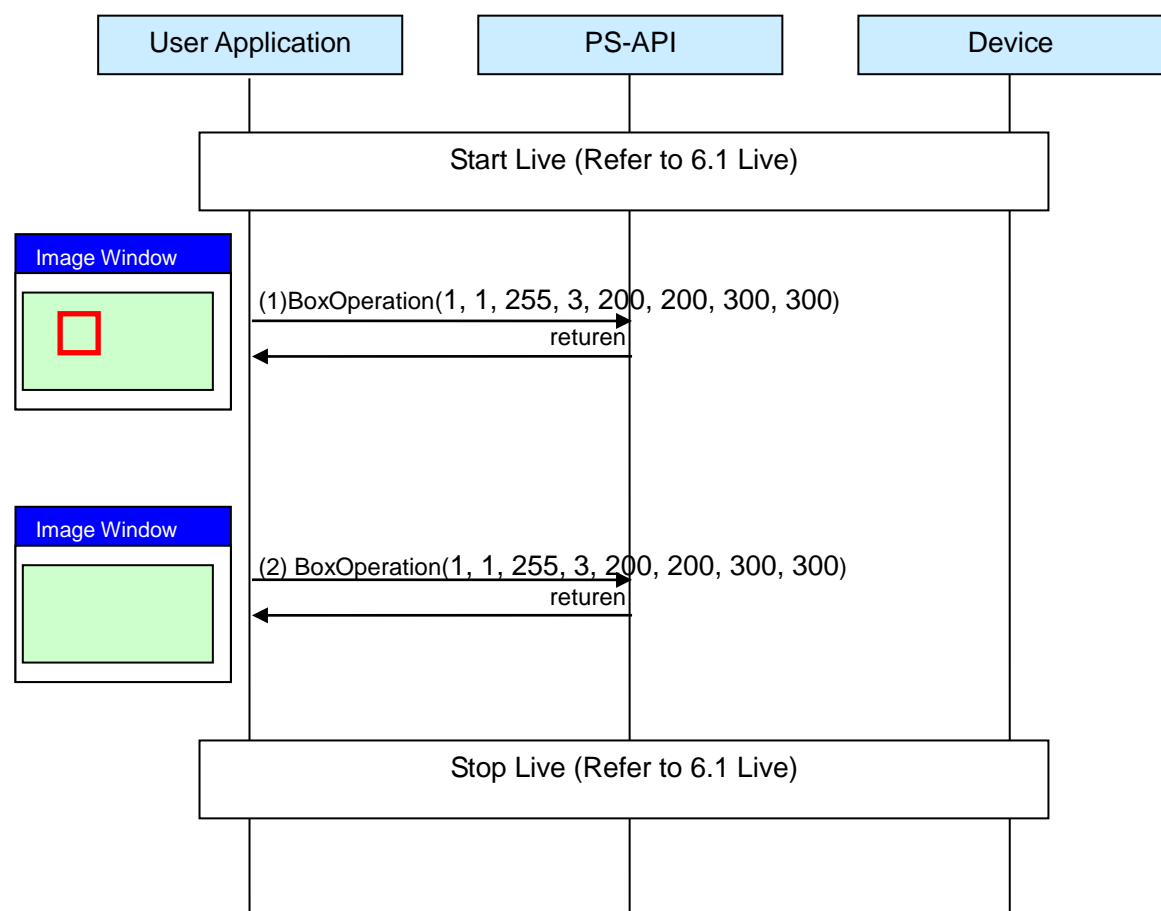 User Application
PS-API
Device
Start Live (Refer to 6.1 Live)
Image Window
(1)BoxOperation(1, 1, 255, 3, 200, 200, 300, 300)
returen
Image Window
(2) BoxOperation(1, 1, 255, 3, 200, 200, 300, 300)
returen
Stop Live (Refer to 6.1 Live)